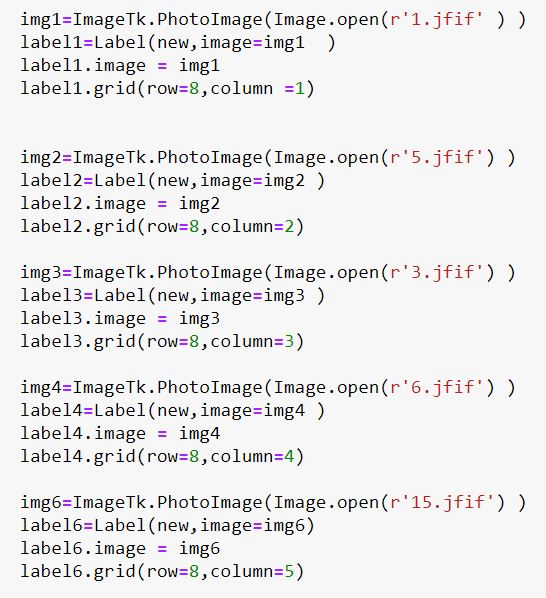 img1=ImageTk.PhotoImage(Image.open(r'1.jfif' ) )
label1=Label(new,image=img1  )
label1.image = img1
label1.grid(row=8,column =1)
img2=ImageTk.PhotoImage(Image.open(r'5.jfif') )
label2=Label(new,image=img2 )
label2.image = img2
label2.grid(row=8,column=2)
img3=ImageTk.PhotoImage(Image.open(r'3.jfif') )
label3=Label(new,image=img3 )
label3.image = img3
label3.grid(row=8,column=3)
img4=ImageTk.PhotoImage(Image.open(r'6.jfif') )
label4=Label(new,image=img4 )
label4.image = img4
label4.grid(row=8,column=4)
img6=ImageTk.PhotoImage(Image.open(r'15.jfif') )
label6=Label(new,image=img6)
label6.image = img6
label6.grid(row=8,column=5)